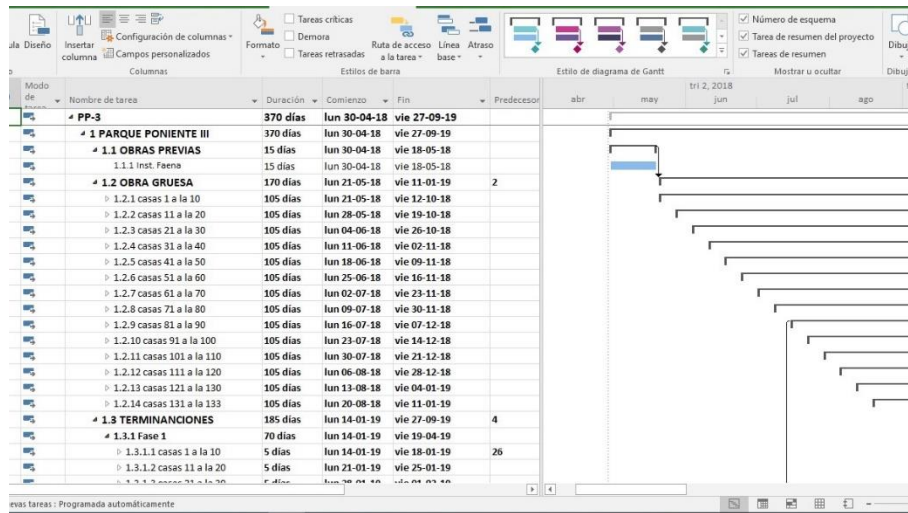 Tareas críticas
Demora
Tareas retrasadas
Configuración de columnas
Campos personalizados
Diseño
Insertar columna
Formato
Ruta de acceso a la tarea
Línea base
Atraso
Número de esquema
Tarea de resumen del proyecto
Tareas de resumen
Columnas
Estilos de barra
Estilo de diagrama de Gantt
Mostrar u ocultar
Modo de
Nombre de tarea Duración Comienzo Fin Predecesor
tri 2, 2018
abr may jun jul ago
PP-3 370 días lun 30-04-18 vie 27-09-19
1 PARQUE PONIENTE III 370 días lun 30-04-18 vie 27-09-19
1.1 OBRAS PREVIAS 15 días lun 30-04-18 vie 18-05-18
1.1.1 Inst. Faena 15 días lun 30-04-18 vie 18-05-18
1.2 OBRA GRUESA 170 días lun 21-05-18 vie 11-01-19 2
1.2.1 casas 1 a la 10 105 días lun 21-05-18 vie 12-10-18
1.2.2 casas 11 a la 20 105 días lun 28-05-18 vie 19-10-18
1.2.3 casas 21 a la 30 105 días lun 04-06-18 vie 26-10-18
1.2.4 casas 31 a la 40 105 días lun 11-06-18 vie 02-11-18
1.2.5 casas 41 a la 50 105 días lun 18-06-18 vie 09-11-18
1.2.6 casas 51 a la 60 105 días lun 25-06-18 vie 16-11-18
1.2.7 casas 61 a la 70 105 días lun 02-07-18 vie 23-11-18
1.2.8 casas 71 a la 80 105 días lun 09-07-18 vie 30-11-18
1.2.9 casas 81 a la 90 105 días lun 16-07-18 vie 07-12-18
1.2.10 casas 91 a la 100 105 días lun 23-07-18 vie 14-12-18
1.2.11 casas 101 a la 110 105 días lun 30-07-18 vie 21-12-18
1.2.12 casas 111 a la 120 105 días lun 06-08-18 vie 28-12-18
1.2.13 casas 121 a la 130 105 días lun 13-08-18 vie 04-01-19
1.2.14 casas 131 a la 133 105 días lun 20-08-18 vie 11-01-19
1.3 TERMINANCIONES 185 días lun 14-01-19 vie 27-09-19 4
1.3.1 Fase 1 70 días lun 14-01-19 vie 19-04-19
1.3.1.1 casas 1 a la 10 5 días lun 14-01-19 vie 18-01-19 26
1.3.1.2 casas 11 a la 20 5 días lun 21-01-19 vie 25-01-19
tareas : Programada automáticamente